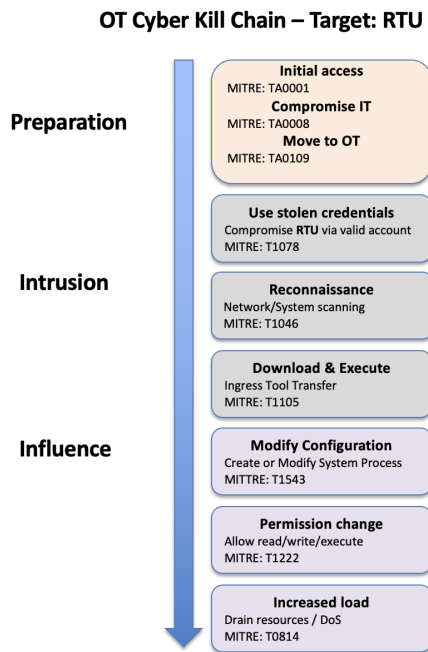 OT Cyber Kill Chain – Target: RTU
Preparation
Initial access
MITRE: TA0001
Compromise IT
MITRE: TA0008
Move to OT
MITRE: TA0109
Intrusion
Use stolen credentials
Compromise RTU via valid account
MITRE: T1078
Reconnaissance
Network/System scanning
MITRE: T1046
Download & Execute
Ingress Tool Transfer
MITRE: T1105
Influence
Modify Configuration
Create or Modify System Process
MITTRE: T1543
Permission change
Allow read/write/execute
MITRE: T1222
Increased load
Drain resources / DoS
MITRE: T0814